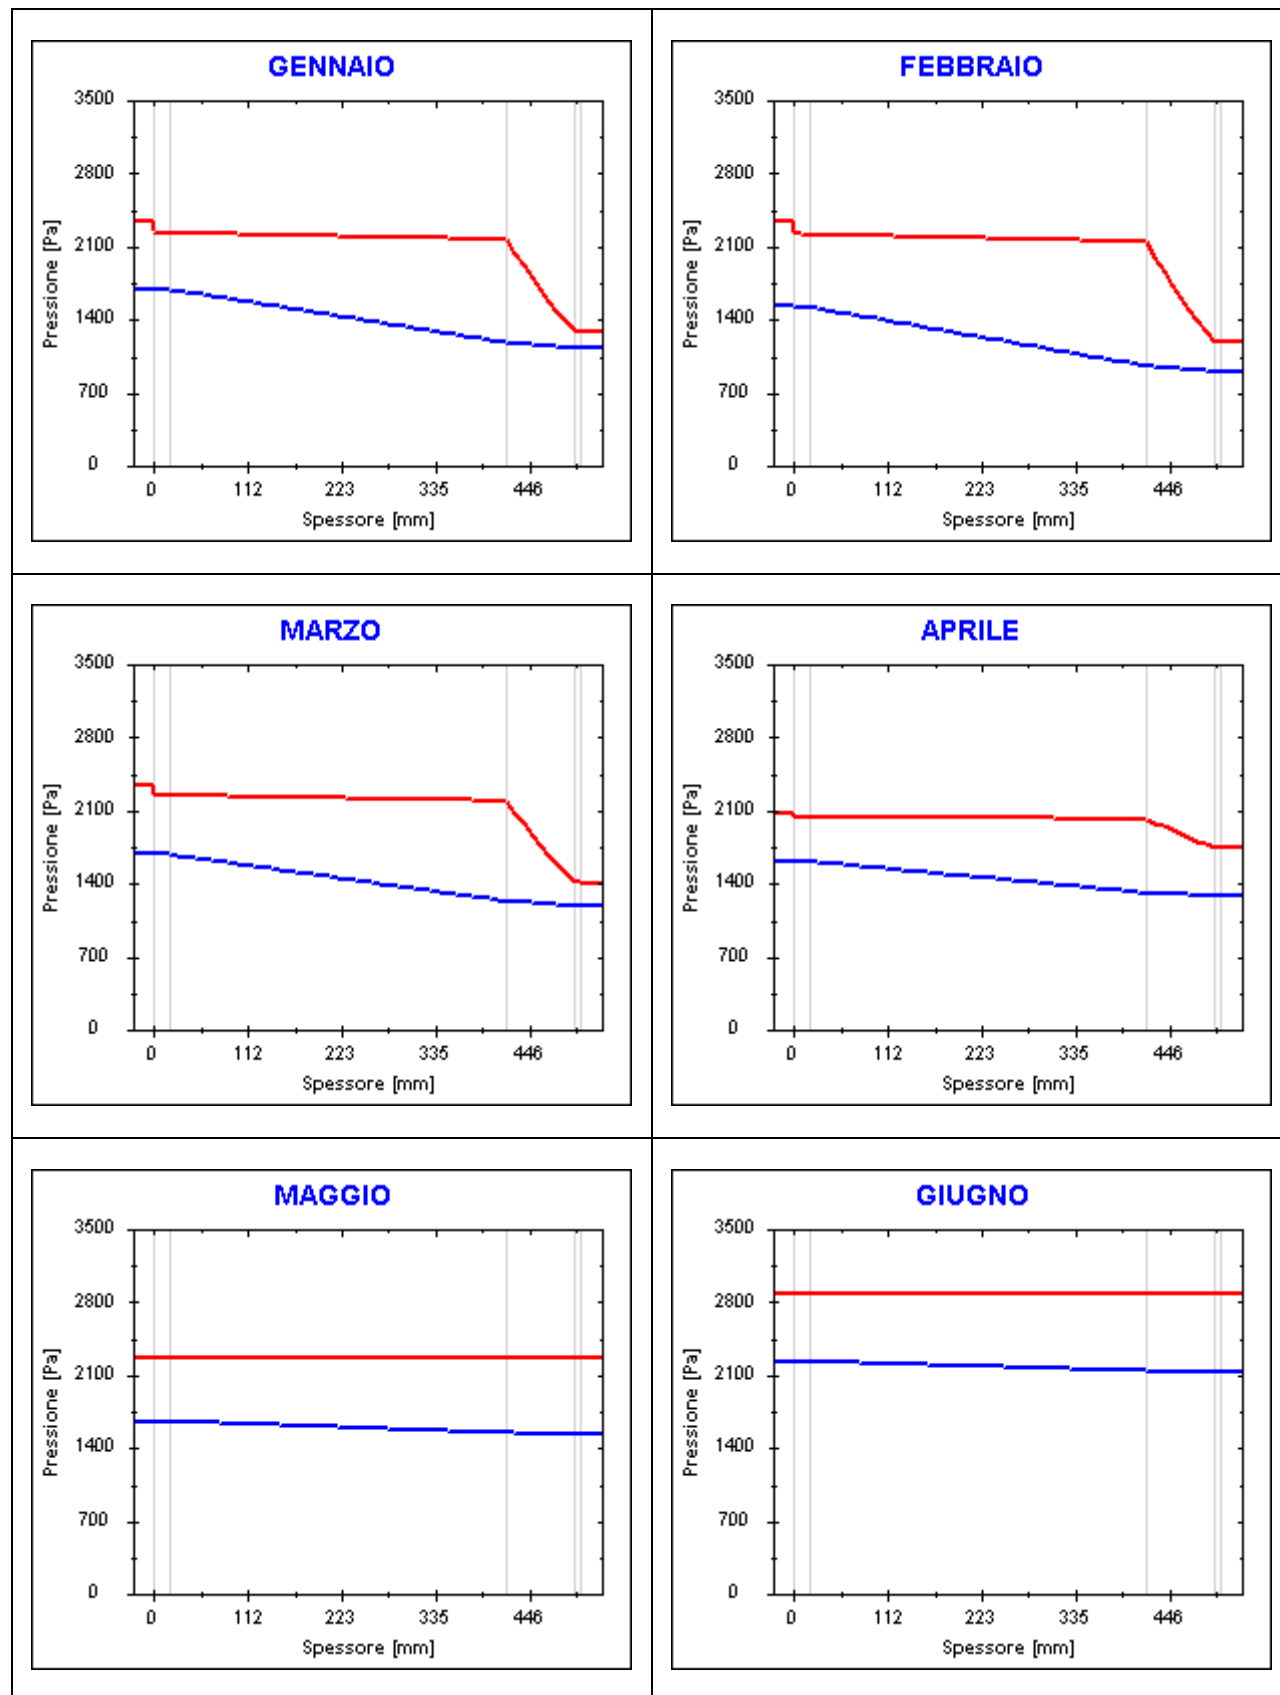 GENNAIO
3500
2800
2100
1400
700
0
Pressione [Pa]
0 112 223 335 446
Spessore [mm]
FEBBRAIO
3500
2800
2100
1400
700
0
Pressione [Pa]
0 112 223 335 446
Spessore [mm]
MARZO
3500
2800
2100
1400
700
0
Pressione [Pa]
0 112 223 335 446
Spessore [mm]
APRILE
3500
2800
2100
1400
700
0
Pressione [Pa]
0 112 223 335 446
Spessore [mm]
MAGGIO
3500
2800
2100
1400
700
0
Pressione [Pa]
0 112 223 335 446
Spessore [mm]
GIUGNO
3500
2800
2100
1400
700
0
Pressione [Pa]
0 112 223 335 446
Spessore [mm]